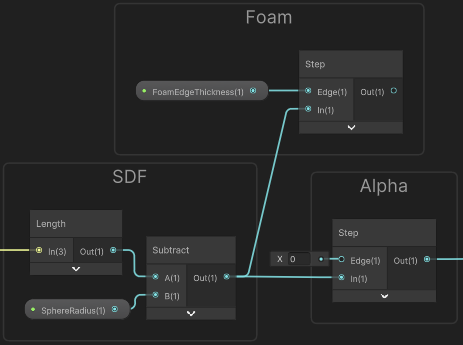 Foam
Step
FoamEdgeThickness(1)
Edge(1)
Out(1)
In(1)
SDF
Length
In(3)
Out(1)
Subtract
A(1)
Out(1)
B(1)
SphereRadius(1)
Alpha
Step
X 0
Edge(1)
Out(1)
In(1)